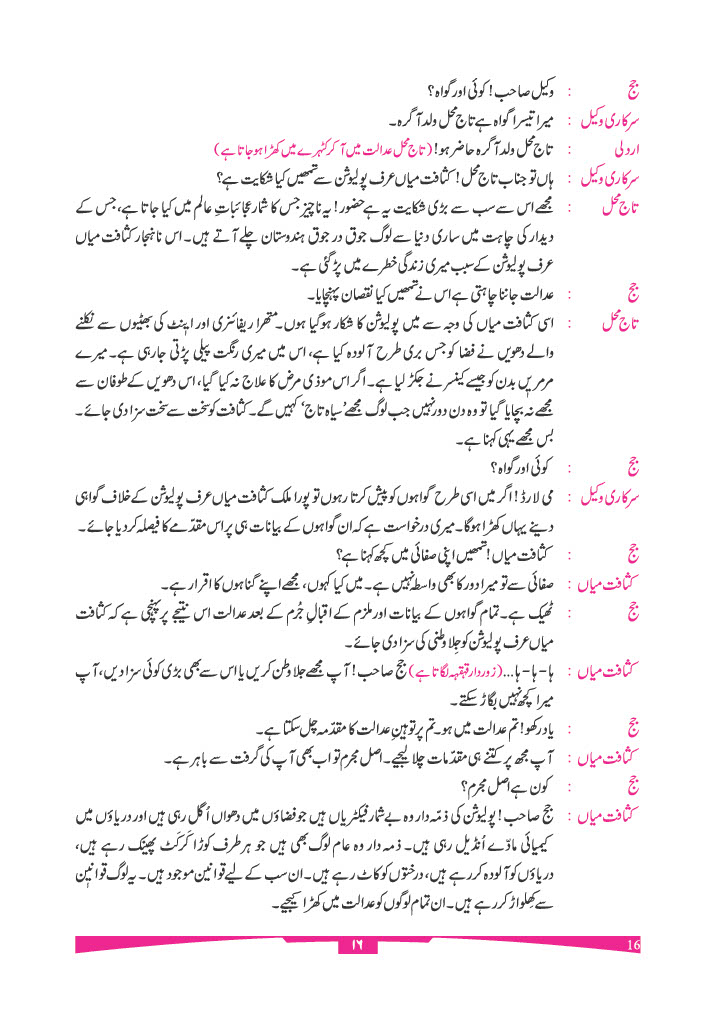 جج : وکیل صاحب! کوئی اور گواہ؟
سرکاری وکیل : میرا تیسرا گواہ ہے تاج محل ولد آگرہ۔
اردلی : تاج محل ولد آگرہ حاضر ہو! (تاج محل عدالت میں آ کر کٹہرے میں کھڑا ہو جاتا ہے)
سرکاری وکیل : ہاں تو جناب تاج محل! کثافت میاں عرف پولیوشن سے تمھیں کیا شکایت ہے؟
تاج محل : مجھے اس سے سب سے بڑی شکایت یہ ہے حضور! یہ ناچیز جس کا شمار عجائباتِ عالم میں کیا جاتا ہے، جس کے
دیدار کی چاہت میں ساری دنیا سے لوگ جوق در جوق ہندوستان چلے آتے ہیں۔ اس ناہنجار کثافت میاں
عرف پولیوشن کے سبب میری زندگی خطرے میں پڑ گئی ہے۔
جج : عدالت جاننا چاہتی ہے اس نے تمھیں کیا نقصان پہنچایا۔
تاج محل : اسی کثافت میاں کی وجہ سے میں پولیوشن کا شکار ہوگیا ہوں۔ متھرا ریفائنری اور اینٹ کی بھٹیوں سے نکلنے
والے دھویں نے فضا کو جس بری طرح آلودہ کیا ہے، اس میں میری رنگت پیلی پڑتی جارہی ہے۔ میرے
مرمریں بدن کو جیسے کینسر نے جکڑ لیا ہے۔ اگر اس موذی مرض کا علاج نہ کیا گیا، اس دھویں کے طوفان سے
مجھے نہ بچایا گیا تو وہ دن دور نہیں جب لوگ مجھے ’سیاہ تاج‘ کہیں گے۔ کثافت کو سخت سے سخت سزا دی جائے۔
بس مجھے یہی کہنا ہے۔
جج : کوئی اور گواہ؟
سرکاری وکیل : می لارڈ! اگر میں اسی طرح گواہوں کو پیش کرتا رہوں تو پورا ملک کثافت میاں عرف پولیوشن کے خلاف گواہی
دینے یہاں کھڑا ہوگا۔ میری درخواست ہے کہ ان گواہوں کے بیانات ہی پر اس مقدّمے کا فیصلہ کر دیا جائے۔
جج : کثافت میاں! تمھیں اپنی صفائی میں کچھ کہنا ہے؟
کثافت میاں : صفائی سے تو میرا دور کا بھی واسطہ نہیں ہے۔ میں کیا کہوں، مجھے اپنے گناہوں کا اقرار ہے۔
جج : ٹھیک ہے۔ تمام گواہوں کے بیانات اور ملزم کے اقبالِ جُرم کے بعد عدالت اس نتیجے پر پہنچی ہے کہ کثافت
میاں عرف پولیوشن کو جِلا وطنی کی سزا دی جائے۔
کثافت میاں : ہا - ہا - ہا... (زوردار قہقہہ لگاتا ہے) جج صاحب! آپ مجھے جلا وطن کریں یا اس سے بھی بڑی کوئی سزا دیں، آپ
میرا کچھ نہیں بگاڑ سکتے۔
جج : یاد رکھو! تم عدالت میں ہو۔ تم پر توہینِ عدالت کا مقدّمہ چل سکتا ہے۔
کثافت میاں : آپ مجھ پر کتنے ہی مقدّمات چلا لیجیے۔ اصل مجرم تو اب بھی آپ کی گرفت سے باہر ہے۔
جج : کون ہے اصل مجرم؟
کثافت میاں : جج صاحب! پولیوشن کی ذمّہ دار وہ بے شمار فیکٹریاں ہیں جو فضاؤں میں دھواں اُگل رہی ہیں اور دریاؤں میں
کیمیائی مادّے اُنڈیل رہی ہیں۔ ذمہ دار وہ عام لوگ بھی ہیں جو ہر طرف کوڑا کَرکَٹ پھینک رہے ہیں،
دریاؤں کو آلودہ کر رہے ہیں، درختوں کو کاٹ رہے ہیں۔ ان سب کے لیے قوانین موجود ہیں۔ یہ لوگ قوانین
سے کِھلواڑ کر رہے ہیں۔ ان تمام لوگوں کو عدالت میں کھڑا کیجیے۔
۱۶
16